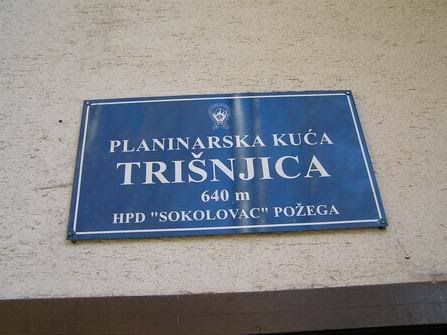 PLANINARSKA KUĆA
TRIŠNJICA
640 m
HPD "SOKOLOVAC" POŽEGA